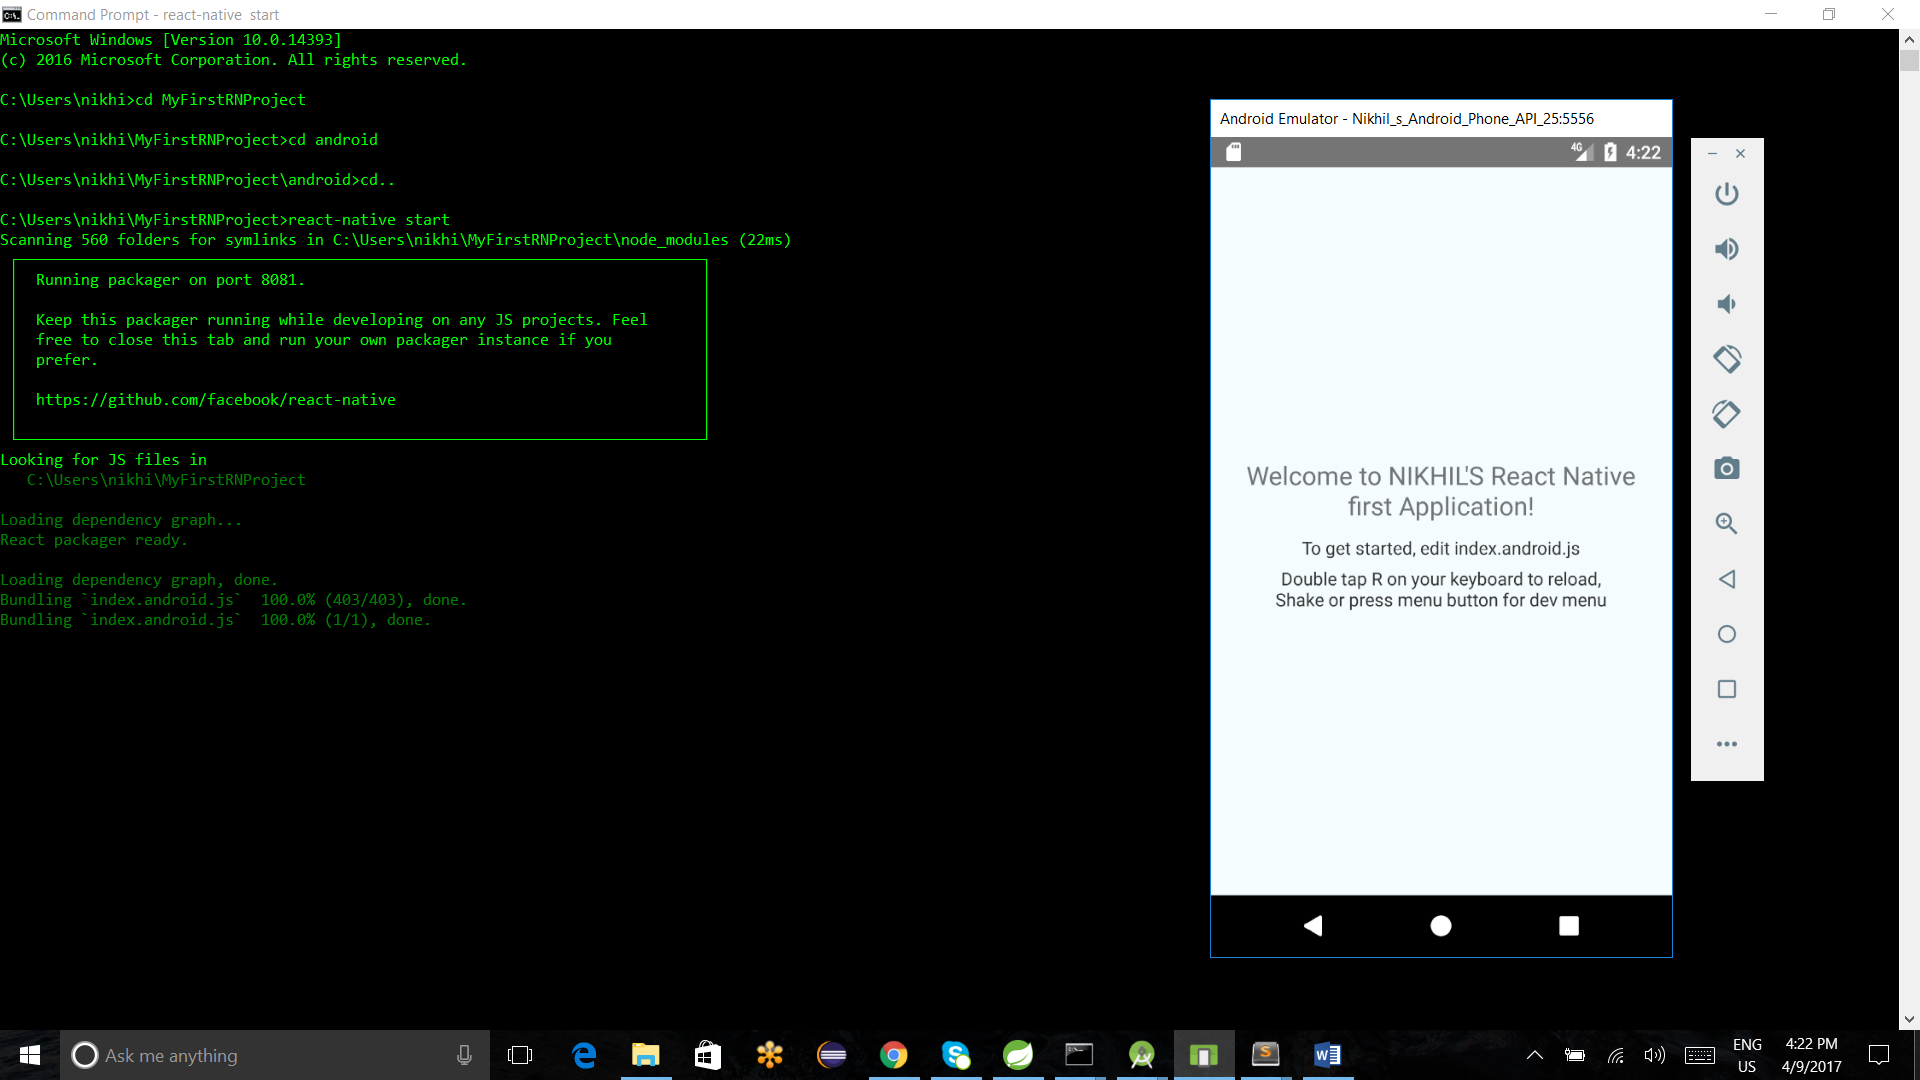 Command Prompt - react-native  start
Microsoft Windows [Version 10.0.14393]
(c) 2016 Microsoft Corporation. All rights reserved.
C:\Users\nikhi>cd MyFirstRNProject
C:\Users\nikhi\MyFirstRNProject>cd android
C:\Users\nikhi\MyFirstRNProject\android>cd..
C:\Users\nikhi\MyFirstRNProject>react-native start
Scanning 560 folders for symlinks in C:\Users\nikhi\MyFirstRNProject\node_modules (22ms)
Running packager on port 8081.
Keep this packager running while developing on any JS projects. Feel
free to close this tab and run your own packager instance if you
prefer.
https://github.com/facebook/react-native
Looking for JS files in
C:\Users\nikhi\MyFirstRNProject
Loading dependency graph...
React packager ready.
Loading dependency graph, done.
Bundling `index.android.js`  100.0% (403/403), done.
Bundling `index.android.js`  100.0% (1/1), done.
Android Emulator - Nikhil_s_Android_Phone_API_25:5556
4G 4:22
Welcome to NIKHIL'S React Native
first Application!
To get started, edit index.android.js
Double tap R on your keyboard to reload,
Shake or press menu button for dev menu
Ask me anything
ENG
US
4:22 PM
4/9/2017